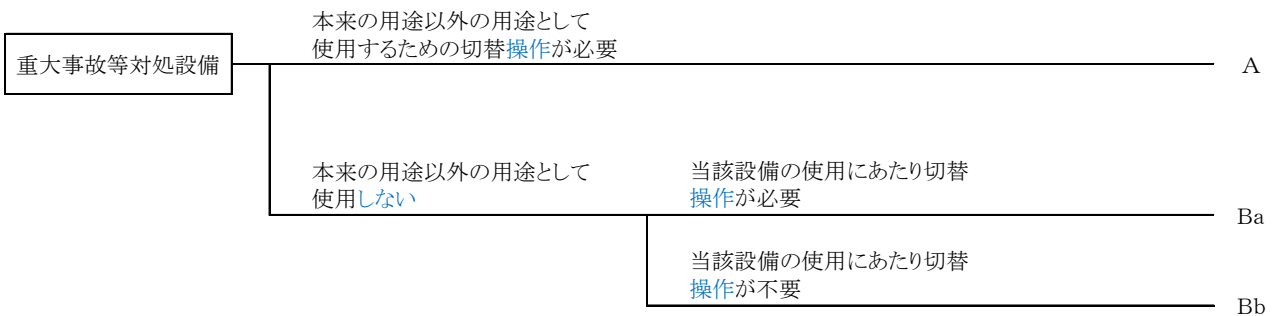 本来の用途以外の用途として
使用するための切替操作が必要
重大事故等対処設備
A
本来の用途以外の用途として
使用しない
当該設備の使用にあたり切替
操作が必要
Ba
当該設備の使用にあたり切替
操作が不要
Bb